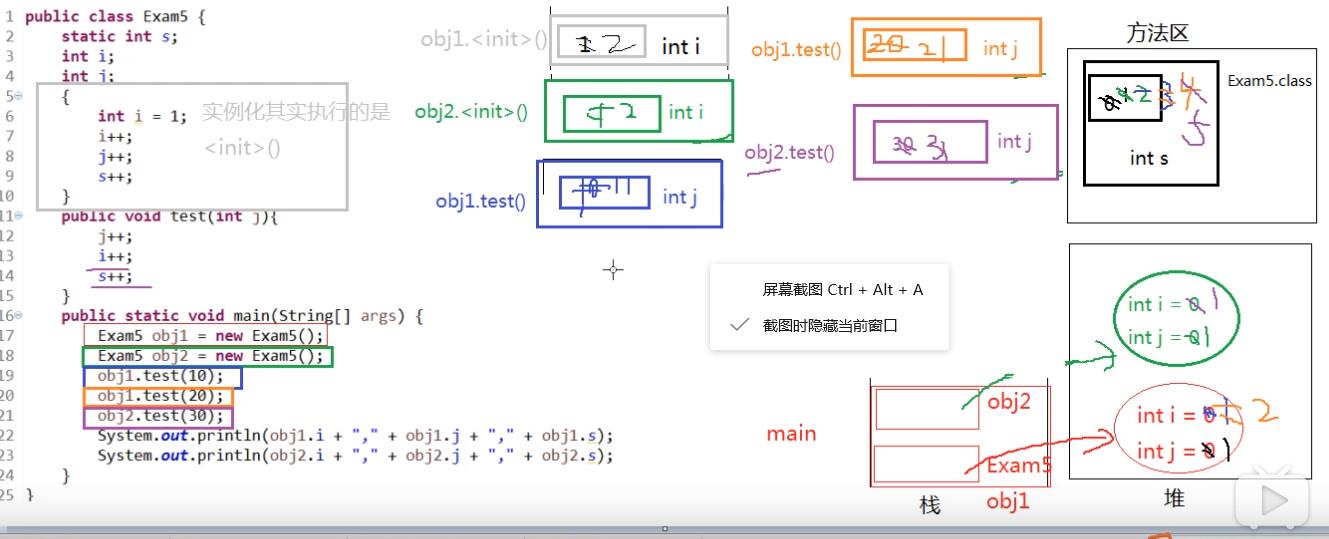 1 public class Exam5 {
2 static int s;
3 int i;
4 int j;
5 {
6 int i = 1;
7 i++;
8 j++;
9 s++;
10 }
11 public void test(int j){
12 j++;
13 i++;
14 s++;
15 }
16 public static void main(String[] args) {
17 Exam5 obj1 = new Exam5();
18 Exam5 obj2 = new Exam5();
19 obj1.test(10);
20 obj1.test(20);
21 obj2.test(30);
22 System.out.println(obj1.i + "," + obj1.j + "," + obj1.s);
23 System.out.println(obj2.i + "," + obj2.j + "," + obj2.s);
24 }
25 }
实例化其实执行的是
<init>()
obj1.<init>() 1 2 int i
obj2.<init>() 2 int i
obj1.test() 10 11 int j
obj1.test() 20 21 int j
obj2.test() 30 31 int j
方法区
Exam5.class
0 1 2 3 4
5
int s
屏幕截图 Ctrl + Alt + A
截图时隐藏当前窗口
int i = 0 1
int j = 0 1
int i = 0 1 2
int j = 0 1
堆
main
obj2
Exam5
obj1
栈